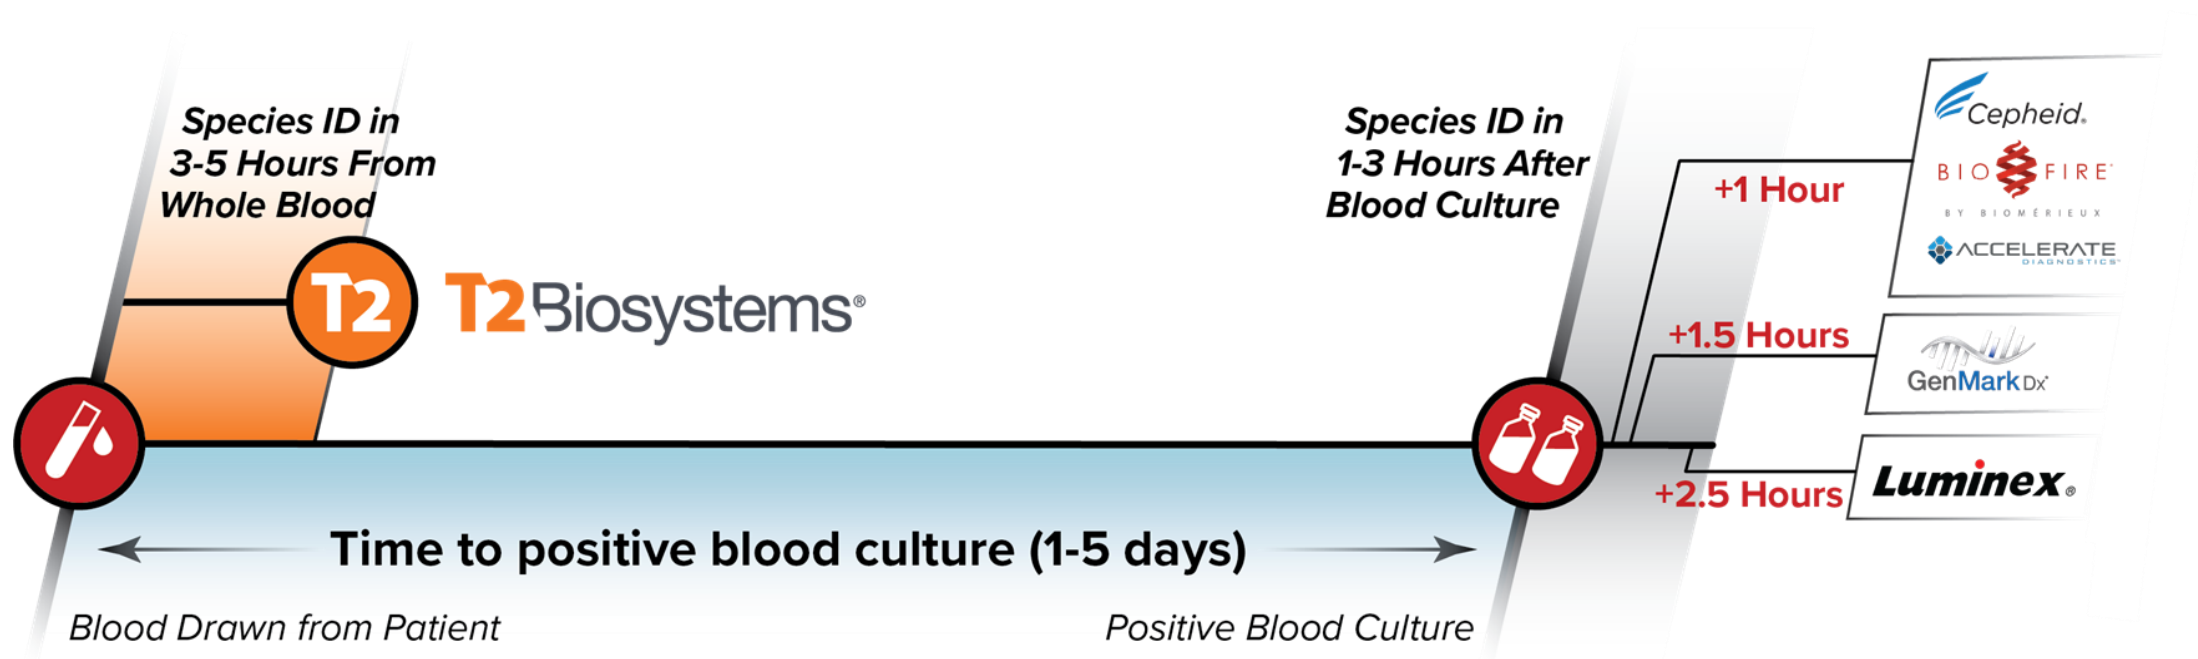 Species ID in
3-5 Hours From
Whole Blood
T2
T2Biosystems®
Species ID in
1-3 Hours After
Blood Culture
+1 Hour
Cepheid®
BIO FIRE®
BY BIOMÉRIEUX
ACCELERATE
DIAGNOSTICS™
+1.5 Hours
GenMark Dx®
+2.5 Hours
Luminex®
Time to positive blood culture (1-5 days)
Blood Drawn from Patient
Positive Blood Culture